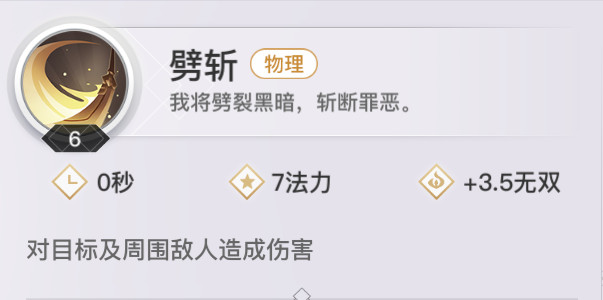 劈斩 物理
我将劈裂黑暗，斩断罪恶。
6
0秒 7法力 +3.5无双
对目标及周围敌人造成伤害